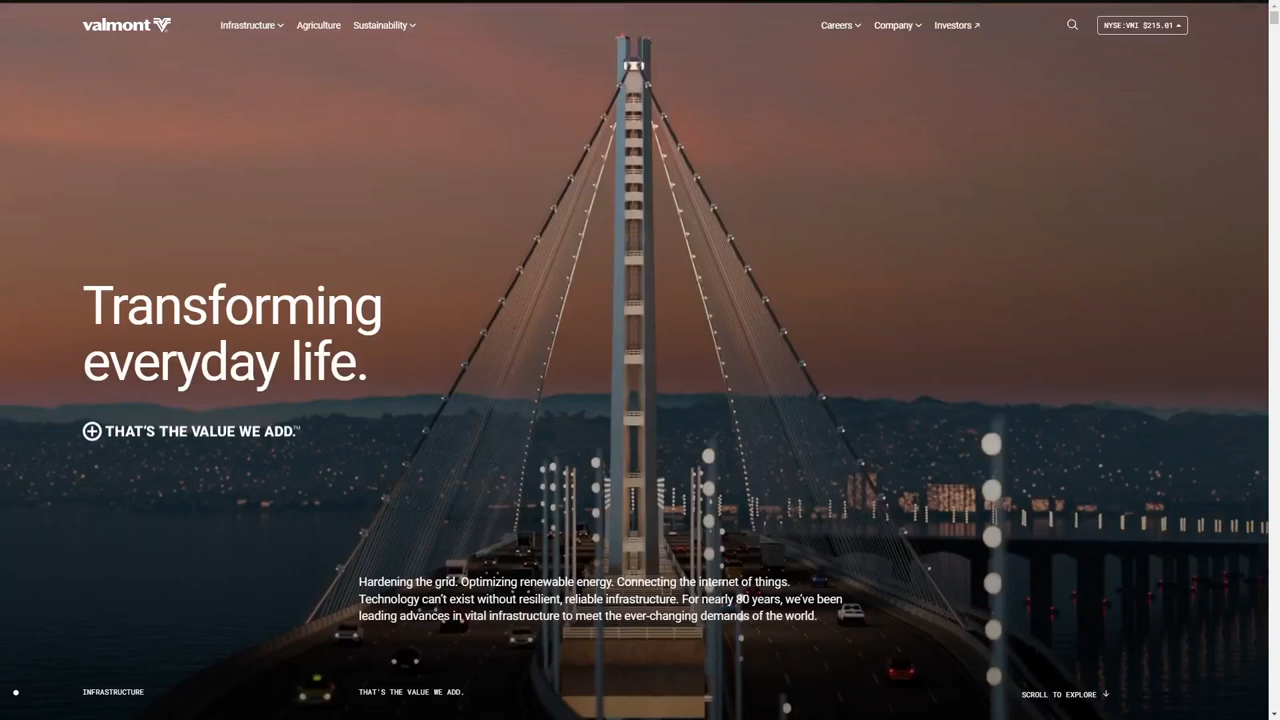 valmont
Infrastructure
Agriculture
Sustainability
Careers
Company
Investors
NYSE:VMI $215.01
Transforming
everyday life.
THAT'S THE VALUE WE ADD.™
Hardening the grid. Optimizing renewable energy. Connecting the internet of things.
Technology can't exist without resilient, reliable infrastructure. For nearly 80 years, we've been
leading advances in vital infrastructure to meet the ever-changing demands of the world.
INFRASTRUCTURE
THAT'S THE VALUE WE ADD.
SCROLL TO EXPLORE